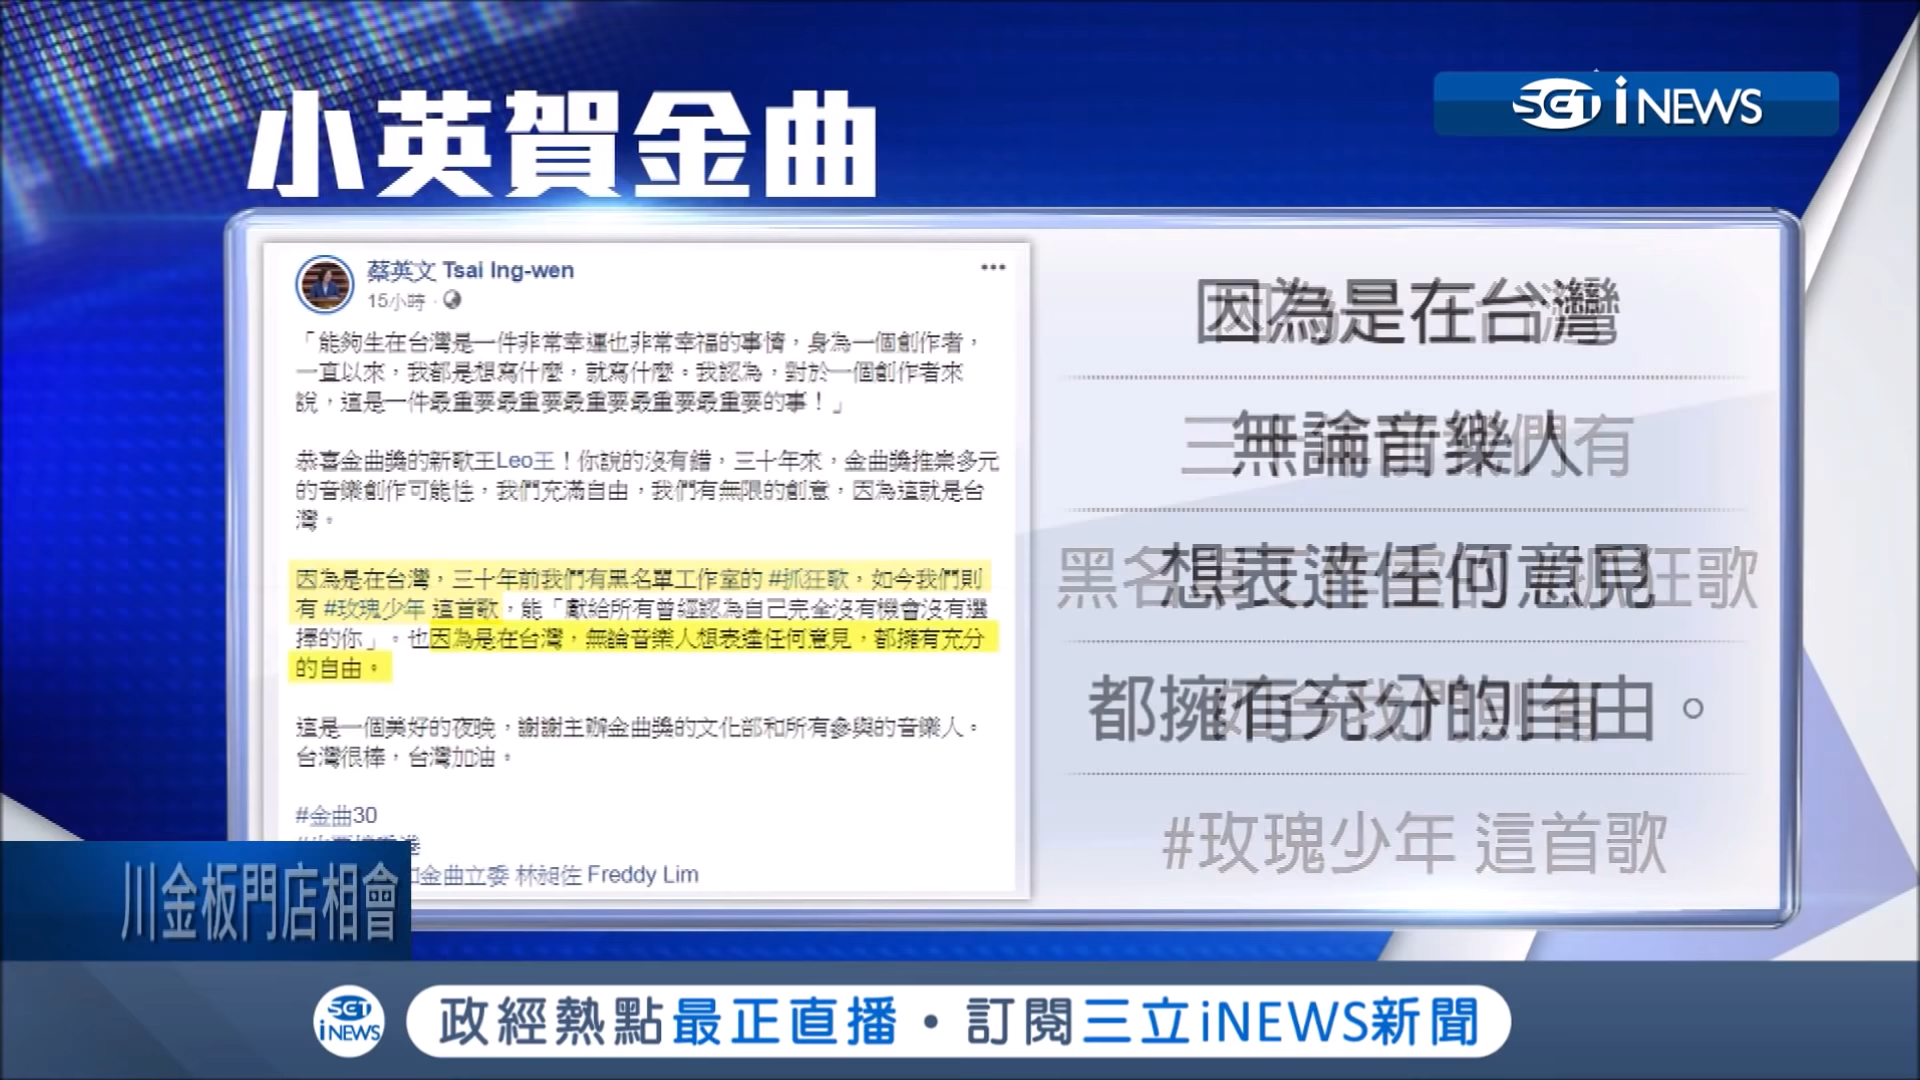 小英賀金曲
SET iNEWS
蔡英文 Tsai Ing-wen
15小時
「能夠生在台灣是一件非常幸運也非常幸福的事情，身為一個創作者，
一直以來，我都是想寫什麼，就寫什麼。我認為，對於一個創作者來
說，這是一件最重要最重要最重要最重要最重要的事！」
恭喜金曲獎的新歌王Leo王！你說的沒有錯，三十年來，金曲獎推崇多元
的音樂創作可能性，我們充滿自由，我們有無限的創意，因為這就是台
灣。
因為是在台灣，三十年前我們有黑名單工作室的 #抓狂歌，如今我們則
有 #玫瑰少年 這首歌，能「獻給所有曾經認為自己完全沒有機會沒有選
擇的你」。也因為是在台灣，無論音樂人想表達任何意見，都擁有充分
的自由。
這是一個美好的夜晚，謝謝主辦金曲獎的文化部和所有參與的音樂人。
台灣很棒，台灣加油。
#金曲30
金曲立委 林昶佐 Freddy Lim
因為是在台灣
無論音樂人
想表達任何意見
都擁有充分的自由。
#玫瑰少年 這首歌
川金板門店相會
SET iNEWS
政經熱點最正直播・訂閱三立iNEWS新聞